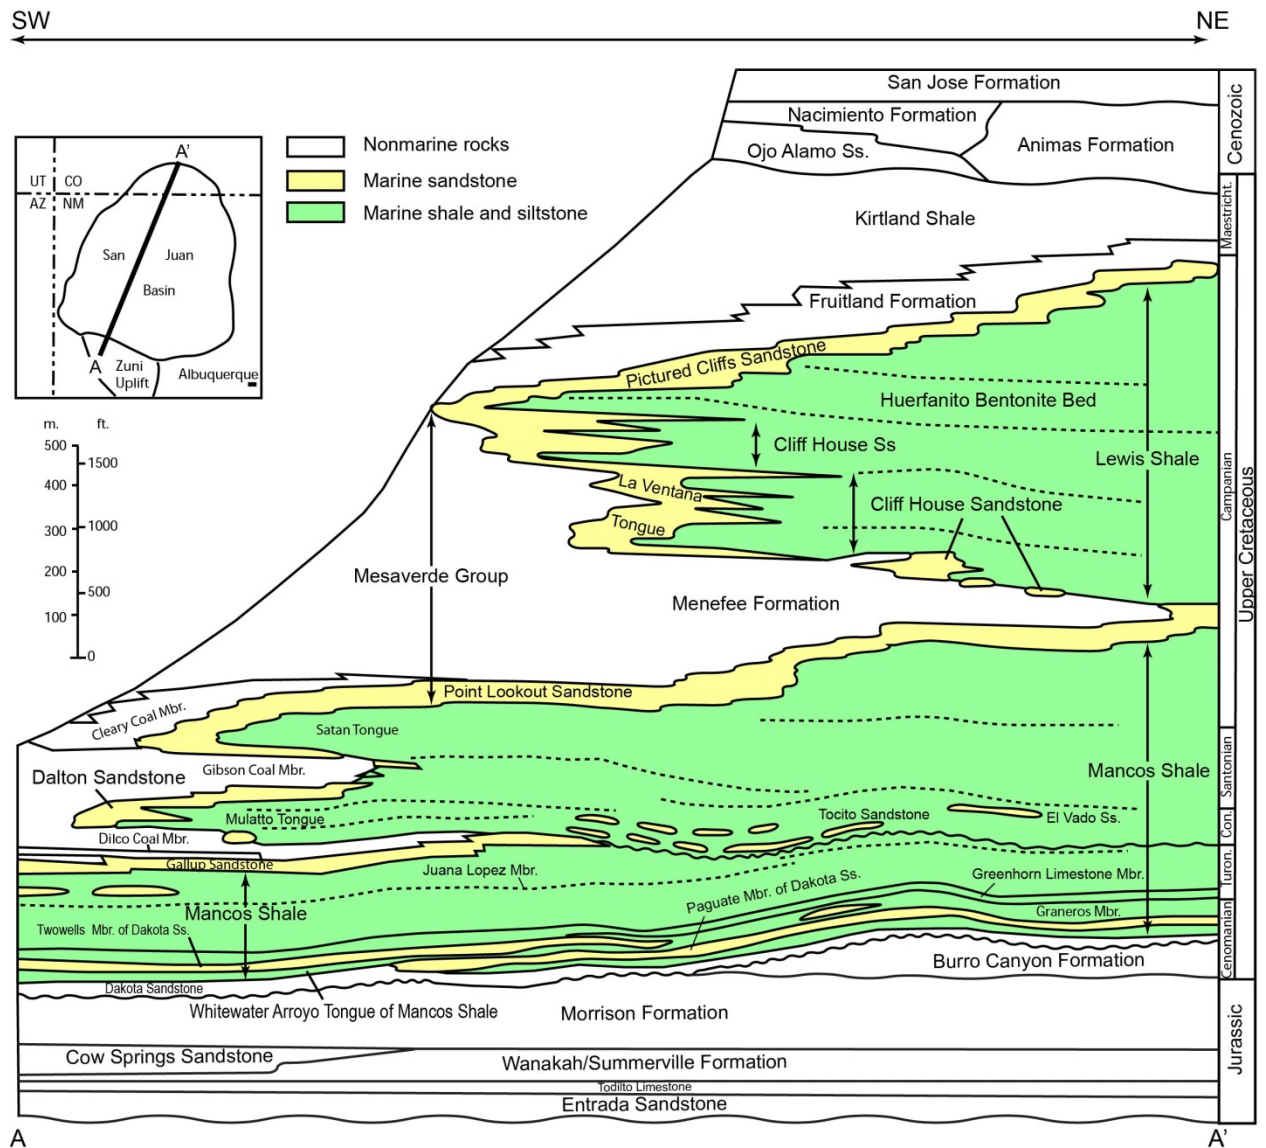 SW
NE
San Jose Formation
Nacimiento Formation
Ojo Alamo Ss.
Animas Formation
Cenozoic
A'
UT
CO
AZ
NM
San
Juan
Basin
A
Zuni
Uplift
Albuquerque
Nonmarine rocks
Marine sandstone
Marine shale and siltstone
Kirtland Shale
Maestricht.
Fruitland Formation
Pictured Cliffs Sandstone
Huerfanito Bentonite Bed
m.
ft.
500
1500
400
300
1000
200
500
100
0
Cliff House Ss
Lewis Shale
La Ventana
Tongue
Cliff House Sandstone
Campanian
Upper Cretaceous
Mesaverde Group
Menefee Formation
Point Lookout Sandstone
Cleary Coal Mbr.
Satan Tongue
Gibson Coal Mbr.
Dalton Sandstone
Mancos Shale
Santonian
Mulatto Tongue
Tocito Sandstone
El Vado Ss.
Con.
Dilco Coal Mbr.
Gallup Sandstone
Juana Lopez Mbr.
Turon.
Greenhorn Limestone Mbr.
Paguate Mbr. of Dakota Ss.
Mancos Shale
Graneros Mbr.
Twowells Mbr. of Dakota Ss.
Cenomanian
Burro Canyon Formation
Dakota Sandstone
Whitewater Arroyo Tongue of Mancos Shale
Morrison Formation
Jurassic
Cow Springs Sandstone
Wanakah/Summerville Formation
Todilto Limestone
Entrada Sandstone
A
A'